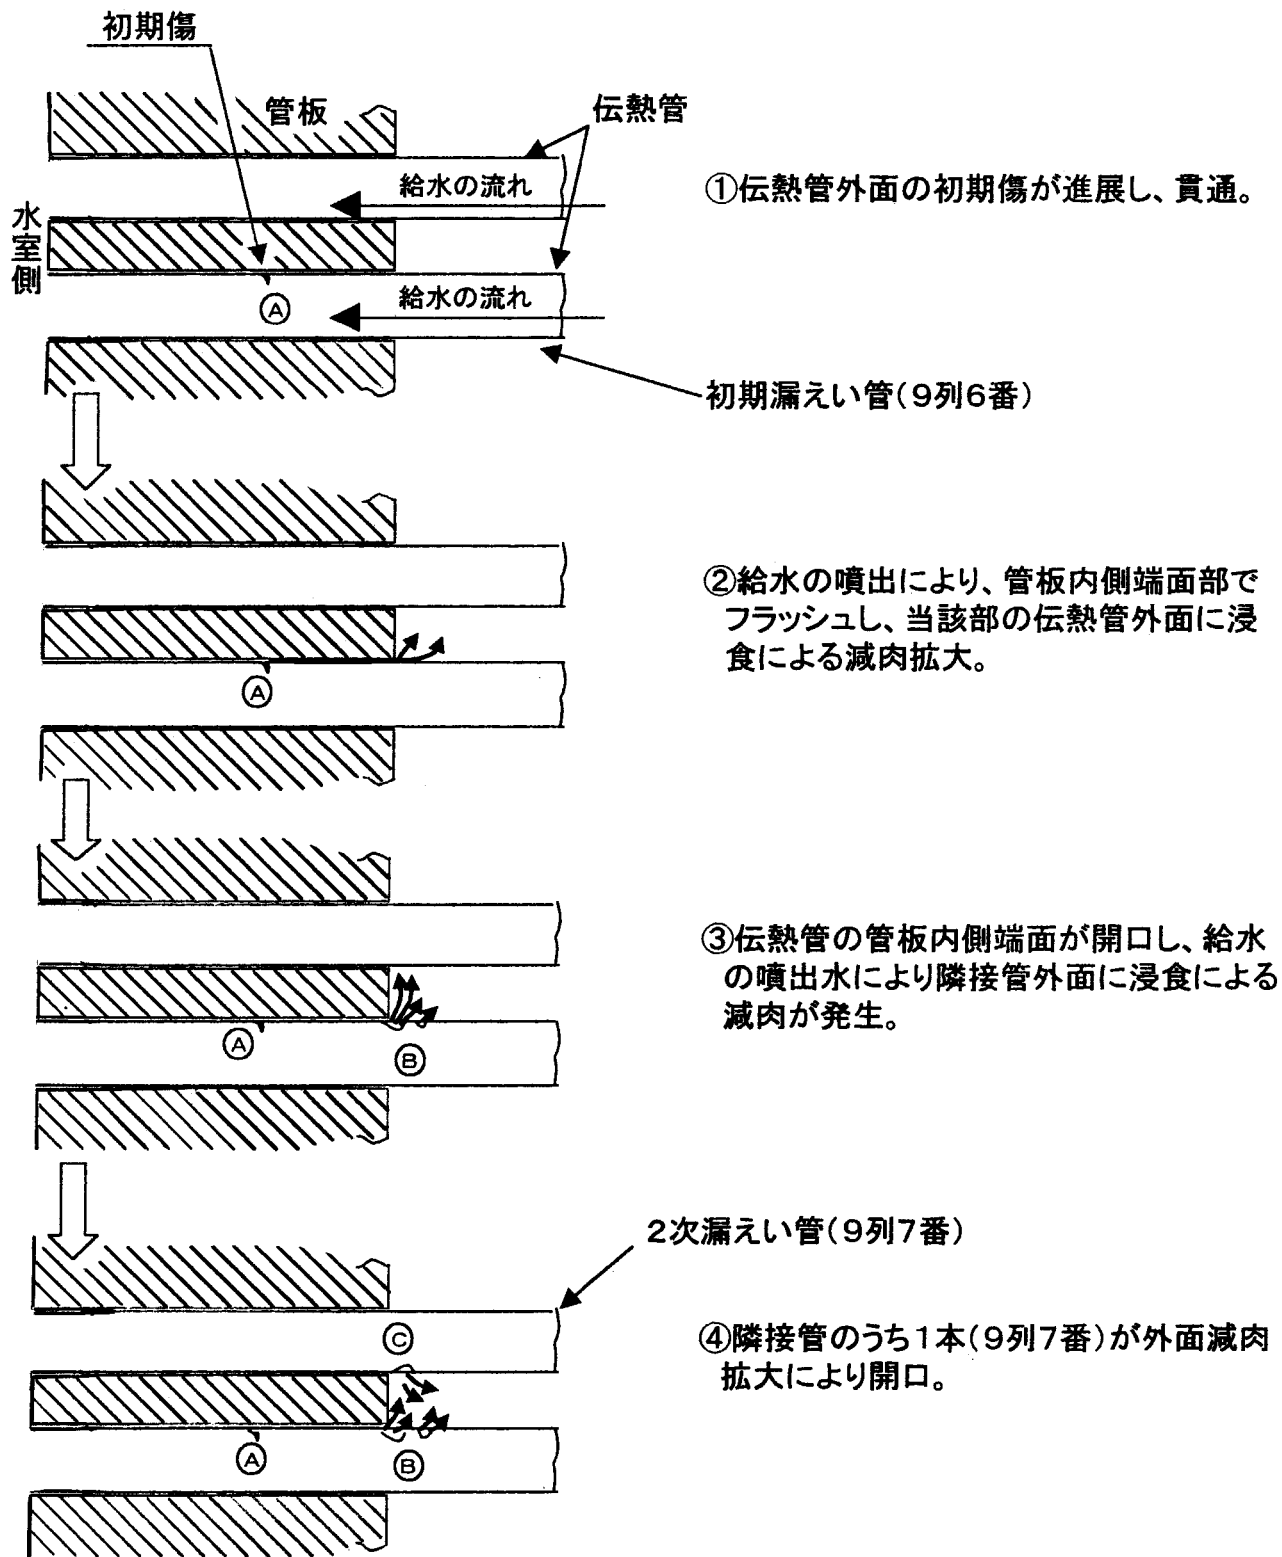 初期傷
管板
伝熱管
給水の流れ
①伝熱管外面の初期傷が進展し、貫通。
水室側
Ⓐ
給水の流れ
初期漏えい管(9列6番)
②給水の噴出により、管板内側端面部で
フラッシュし、当該部の伝熱管外面に浸
食による減肉拡大。
Ⓐ
③伝熱管の管板内側端面が開口し、給水
の噴出水により隣接管外面に浸食による
減肉が発生。
Ⓐ
Ⓑ
2次漏えい管(9列7番)
Ⓒ
④隣接管のうち1本(9列7番)が外面減肉
拡大により開口。
Ⓐ
Ⓑ